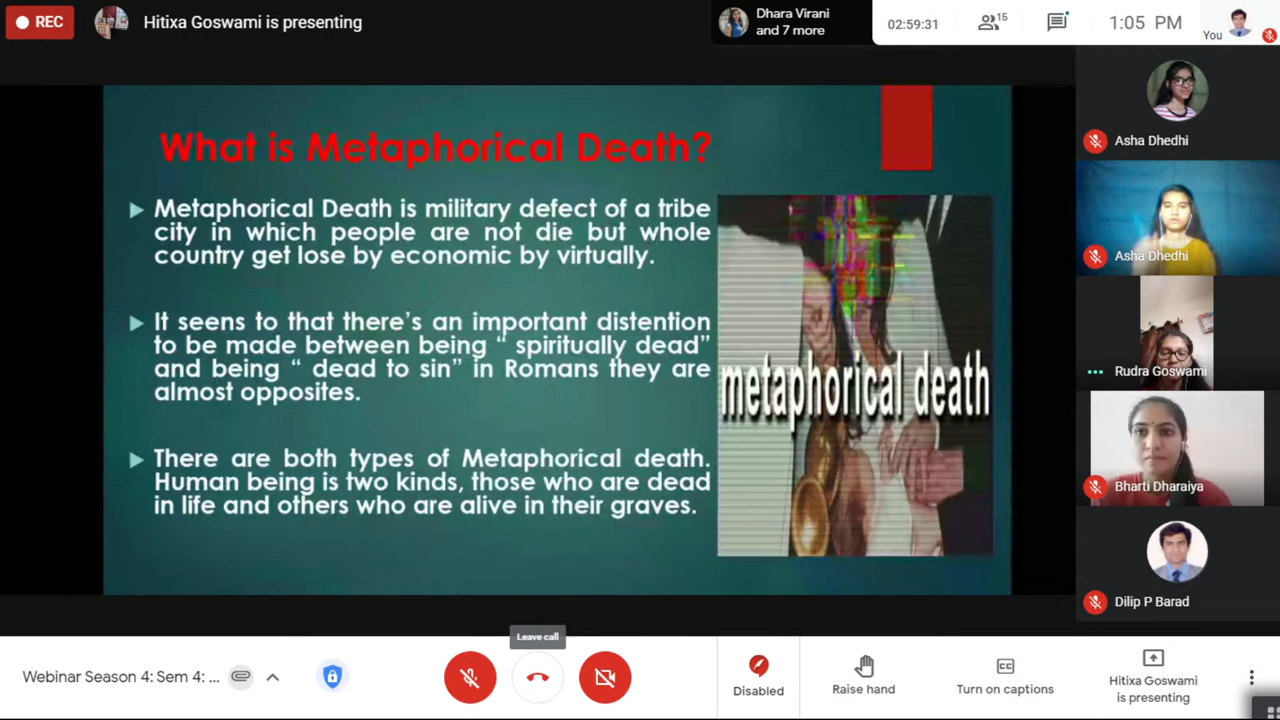 REC
Hitixa Goswami is presenting
Dhara Virani
and 7 more
02:59:31
15
1:05 PM
You
What is Metaphorical Death?
Metaphorical Death is military defect of a tribe
city in which people are not die but whole
country get lose by economic by virtually.
It seens to that there's an important distention
to be made between being “ spiritually dead”
and being “ dead to sin” in Romans they are
almost opposites.
There are both types of Metaphorical death.
Human being is two kinds, those who are dead
in life and others who are alive in their graves.
metaphorical death
Asha Dhedhi
Asha Dhedhi
Rudra Goswami
Bharti Dharaiya
Dilip P Barad
Leave call
Webinar Season 4: Sem 4: ...
Disabled
Raise hand
CC
Turn on captions
Hitixa Goswami
is presenting